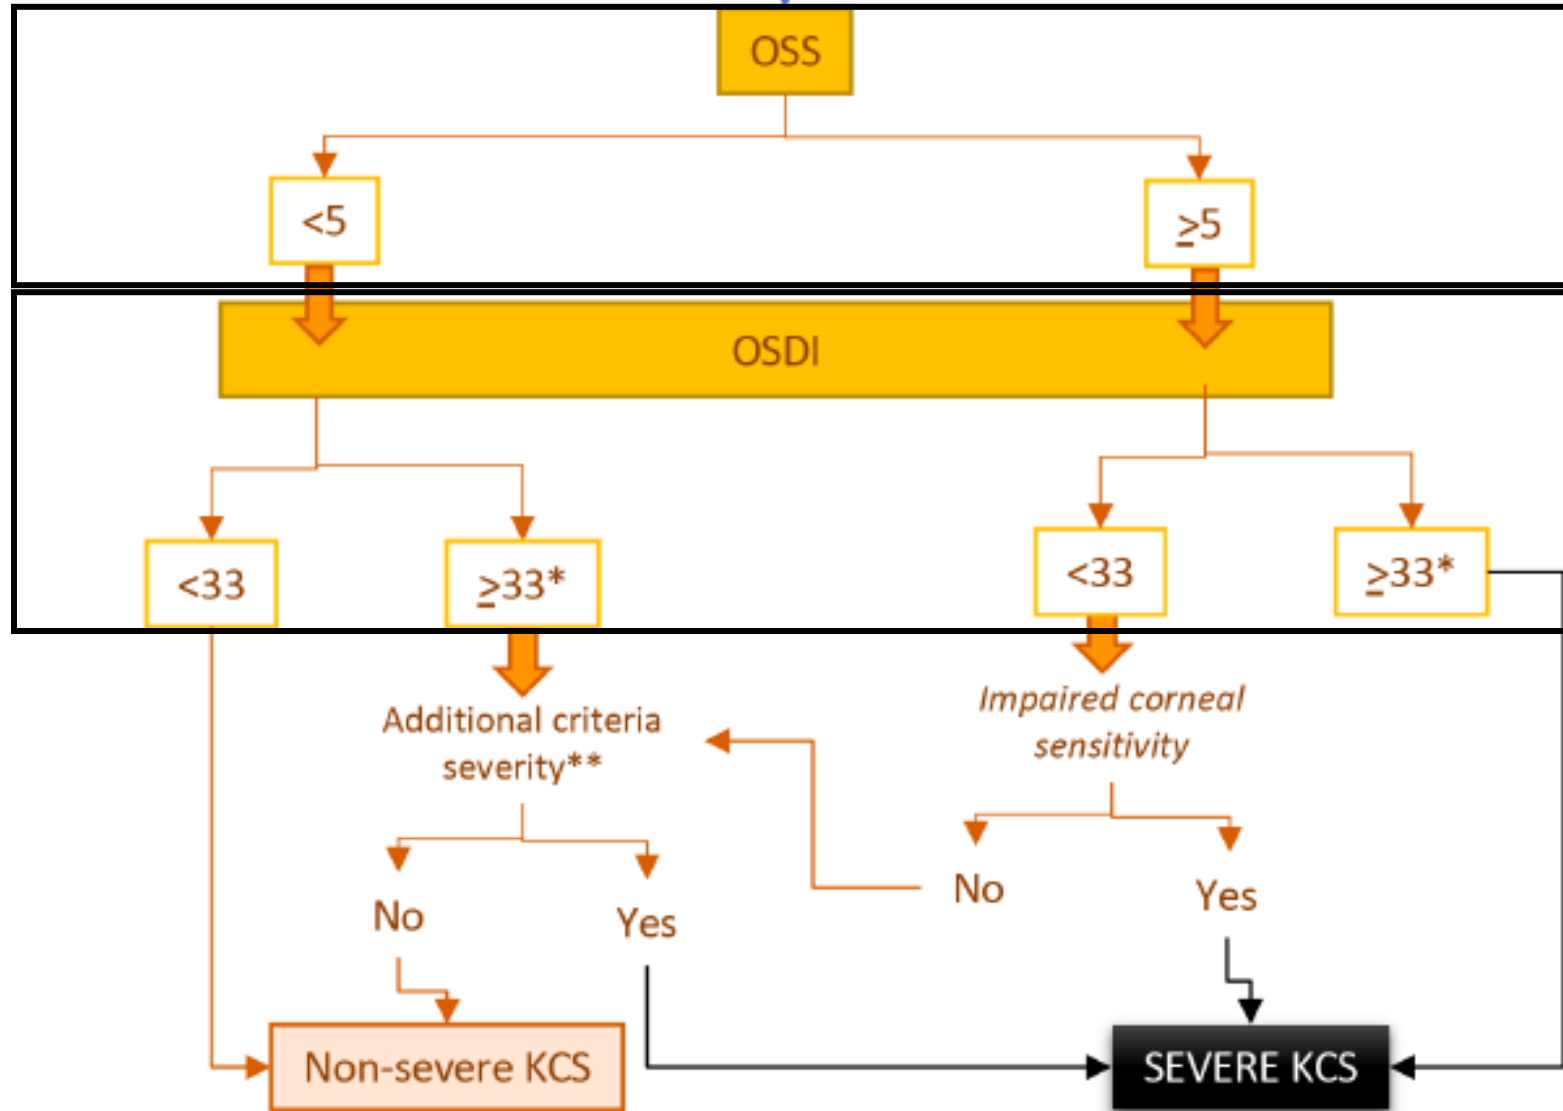 OSS
<5
≥5
OSDI
<33
≥33*
<33
≥33*
Additional criteria
severity**
Impaired corneal
sensitivity
No
Yes
No
Yes
Non-severe KCS
SEVERE KCS